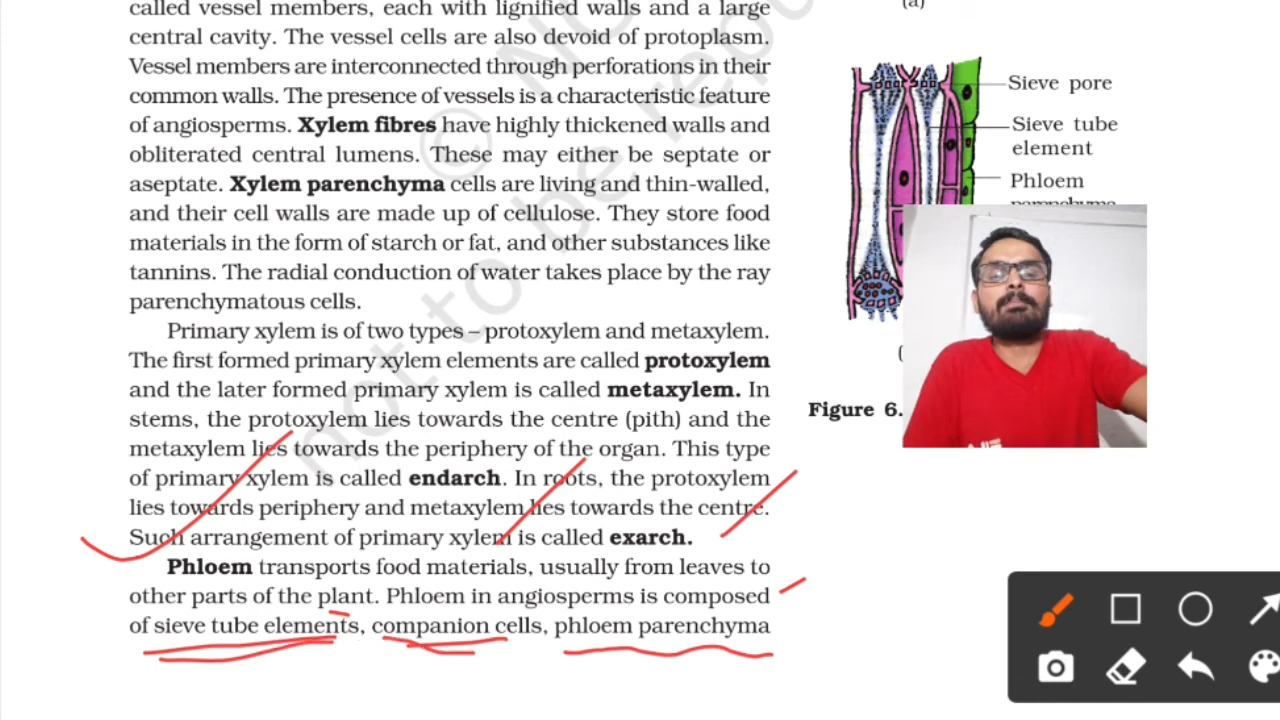 called vessel members, each with lignified walls and a large
central cavity. The vessel cells are also devoid of protoplasm.
Vessel members are interconnected through perforations in their
common walls. The presence of vessels is a characteristic feature
of angiosperms. Xylem fibres have highly thickened walls and
obliterated central lumens. These may either be septate or
aseptate. Xylem parenchyma cells are living and thin-walled,
and their cell walls are made up of cellulose. They store food
materials in the form of starch or fat, and other substances like
tannins. The radial conduction of water takes place by the ray
parenchymatous cells.
Primary xylem is of two types – protoxylem and metaxylem.
The first formed primary xylem elements are called protoxylem
and the later formed primary xylem is called metaxylem. In
stems, the protoxylem lies towards the centre (pith) and the
metaxylem lies towards the periphery of the organ. This type
of primary xylem is called endarch. In roots, the protoxylem
lies towards periphery and metaxylem lies towards the centre.
Such arrangement of primary xylem is called exarch.
Phloem transports food materials, usually from leaves to
other parts of the plant. Phloem in angiosperms is composed
of sieve tube elements, companion cells, phloem parenchyma
(a)
Sieve pore
Sieve tube
element
Phloem
Figure 6.
not to be repu